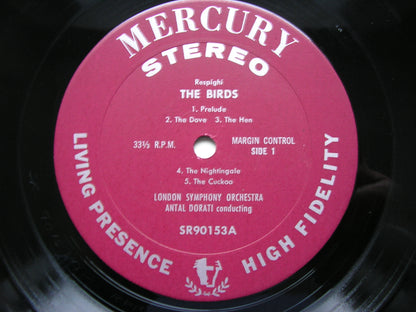 MERCURY
STEREO
Respighi
THE BIRDS
1. Prelude
2. The Dove 3. The Hen
33⅓ R.P.M.
MARGIN CONTROL
SIDE 1
4. The Nightingale
5. The Cuckoo
LONDON SYMPHONY ORCHESTRA
ANTAL DORATI conducting
SR90153A
LIVING PRESENCE
HIGH FIDELITY